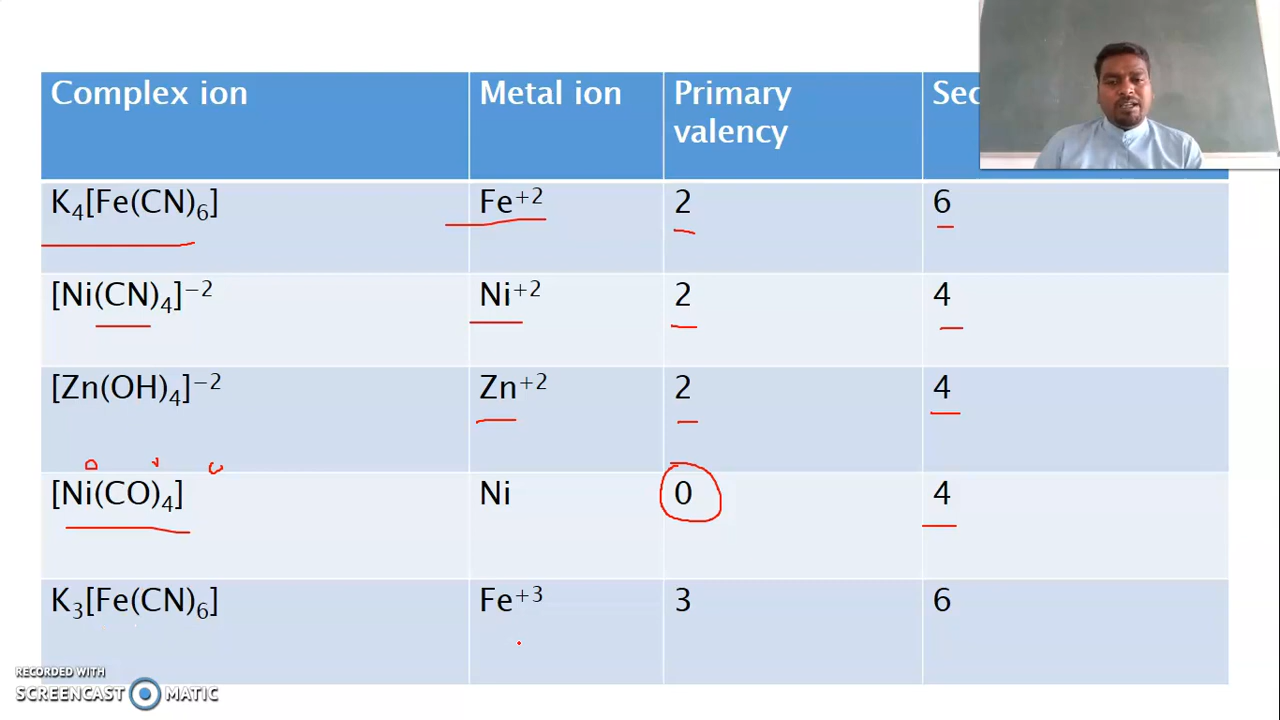 Complex ion
Metal ion
Primary
valency
Sec
K₄[Fe(CN)₆]
Fe⁺²
2
6
[Ni(CN)₄]⁻²
Ni⁺²
2
4
[Zn(OH)₄]⁻²
Zn⁺²
2
4
[Ni(CO)₄]
Ni
0
4
K₃[Fe(CN)₆]
Fe⁺³
3
6
RECORDED WITH
SCREENCAST MATIC